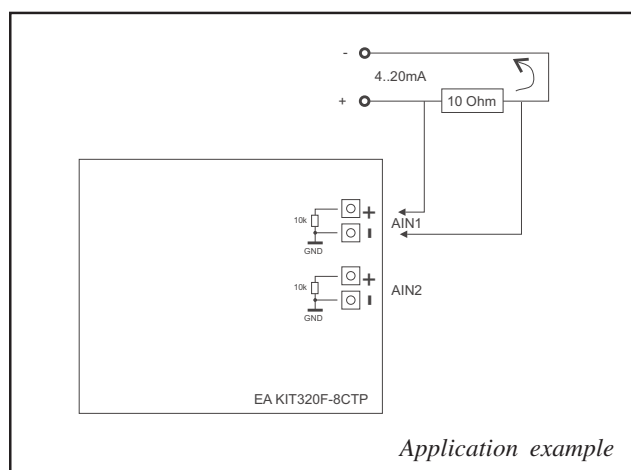 -
4..20mA
+
10 Ohm
10k
+
-
AIN1
GND
10k
+
-
AIN2
GND
EA KIT320F-8CTP
Application example